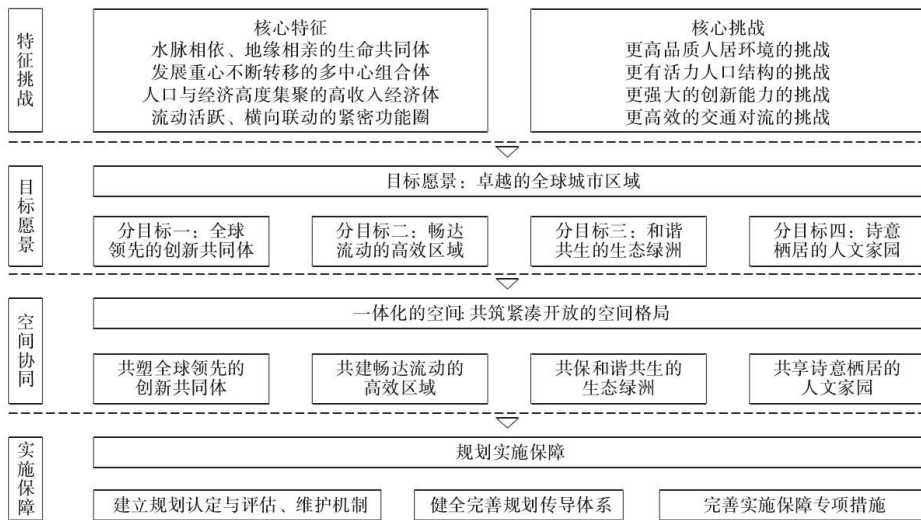 特征挑战
核心特征
水脉相依、地缘相亲的生命共同体
发展重心不断转移的多中心组合体
人口与经济高度集聚的高收入经济体
流动活跃、横向联动的紧密功能圈
核心挑战
更高品质人居环境的挑战
更有活力人口结构的挑战
更强大的创新能力的挑战
更高效的交通对流的挑战
目标愿景
目标愿景：卓越的全球城市区域
分目标一：全球
领先的创新共同体
分目标二：畅达
流动的高效区域
分目标三：和谐
共生的生态绿洲
分目标四：诗意
栖居的人文家园
空间协同
一体化的空间：共筑紧凑开放的空间格局
共塑全球领先的
创新共同体
共建畅达流动的
高效区域
共保和谐共生的
生态绿洲
共享诗意栖居的
人文家园
实施保障
规划实施保障
建立规划认定与评估、维护机制
健全完善规划传导体系
完善实施保障专项措施